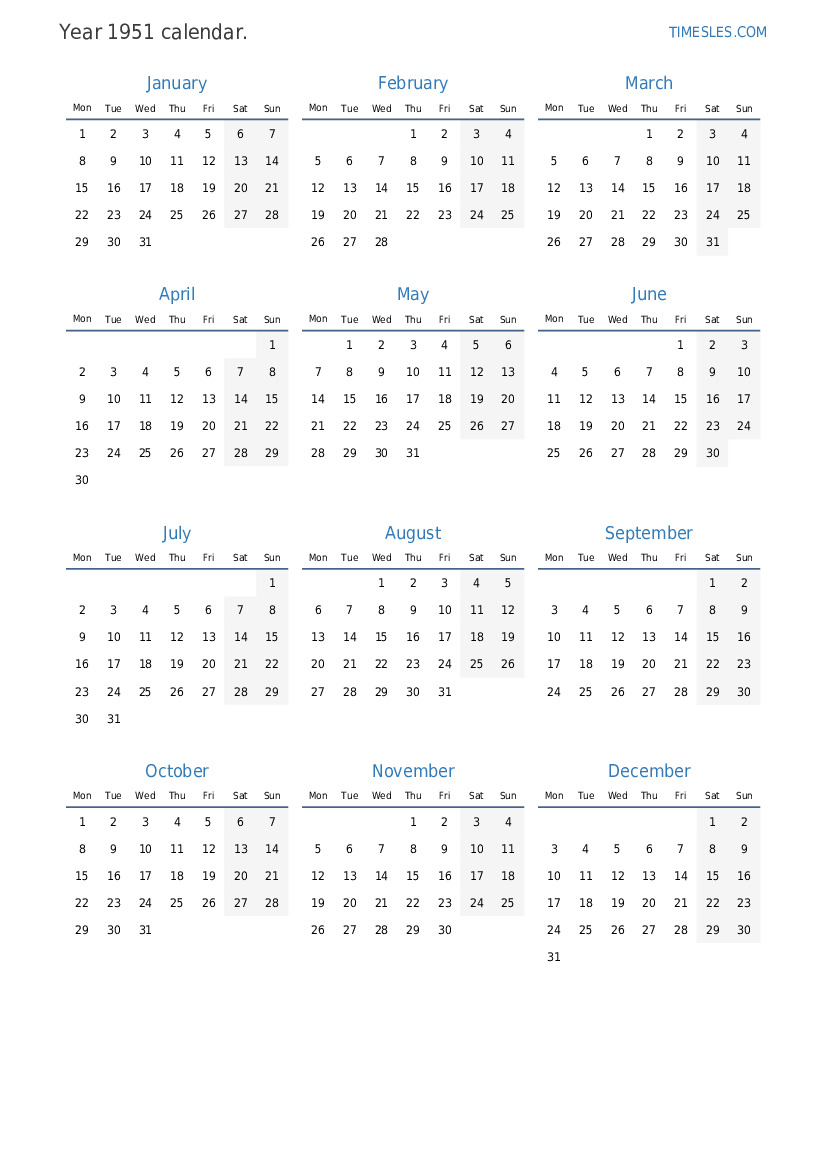 Year 1951 calendar. TIMESLES.COM
January February March
Mon Tue Wed Thu Fri Sat Sun Mon Tue Wed Thu Fri Sat Sun Mon Tue Wed Thu Fri Sat Sun
1 2 3 4 5 6 7 1 2 3 4 1 2 3 4
8 9 10 11 12 13 14 5 6 7 8 9 10 11 5 6 7 8 9 10 11
15 16 17 18 19 20 21 12 13 14 15 16 17 18 12 13 14 15 16 17 18
22 23 24 25 26 27 28 19 20 21 22 23 24 25 19 20 21 22 23 24 25
29 30 31 26 27 28 26 27 28 29 30 31
April May June
Mon Tue Wed Thu Fri Sat Sun Mon Tue Wed Thu Fri Sat Sun Mon Tue Wed Thu Fri Sat Sun
1 1 2 3 4 5 6 1 2 3
2 3 4 5 6 7 8 7 8 9 10 11 12 13 4 5 6 7 8 9 10
9 10 11 12 13 14 15 14 15 16 17 18 19 20 11 12 13 14 15 16 17
16 17 18 19 20 21 22 21 22 23 24 25 26 27 18 19 20 21 22 23 24
23 24 25 26 27 28 29 28 29 30 31 25 26 27 28 29 30
30
July August September
Mon Tue Wed Thu Fri Sat Sun Mon Tue Wed Thu Fri Sat Sun Mon Tue Wed Thu Fri Sat Sun
1 1 2 3 4 5 1 2
2 3 4 5 6 7 8 6 7 8 9 10 11 12 3 4 5 6 7 8 9
9 10 11 12 13 14 15 13 14 15 16 17 18 19 10 11 12 13 14 15 16
16 17 18 19 20 21 22 20 21 22 23 24 25 26 17 18 19 20 21 22 23
23 24 25 26 27 28 29 27 28 29 30 31 24 25 26 27 28 29 30
30 31
October November December
Mon Tue Wed Thu Fri Sat Sun Mon Tue Wed Thu Fri Sat Sun Mon Tue Wed Thu Fri Sat Sun
1 2 3 4 5 6 7 1 2 3 4 1 2
8 9 10 11 12 13 14 5 6 7 8 9 10 11 3 4 5 6 7 8 9
15 16 17 18 19 20 21 12 13 14 15 16 17 18 10 11 12 13 14 15 16
22 23 24 25 26 27 28 19 20 21 22 23 24 25 17 18 19 20 21 22 23
29 30 31 26 27 28 29 30 24 25 26 27 28 29 30
31